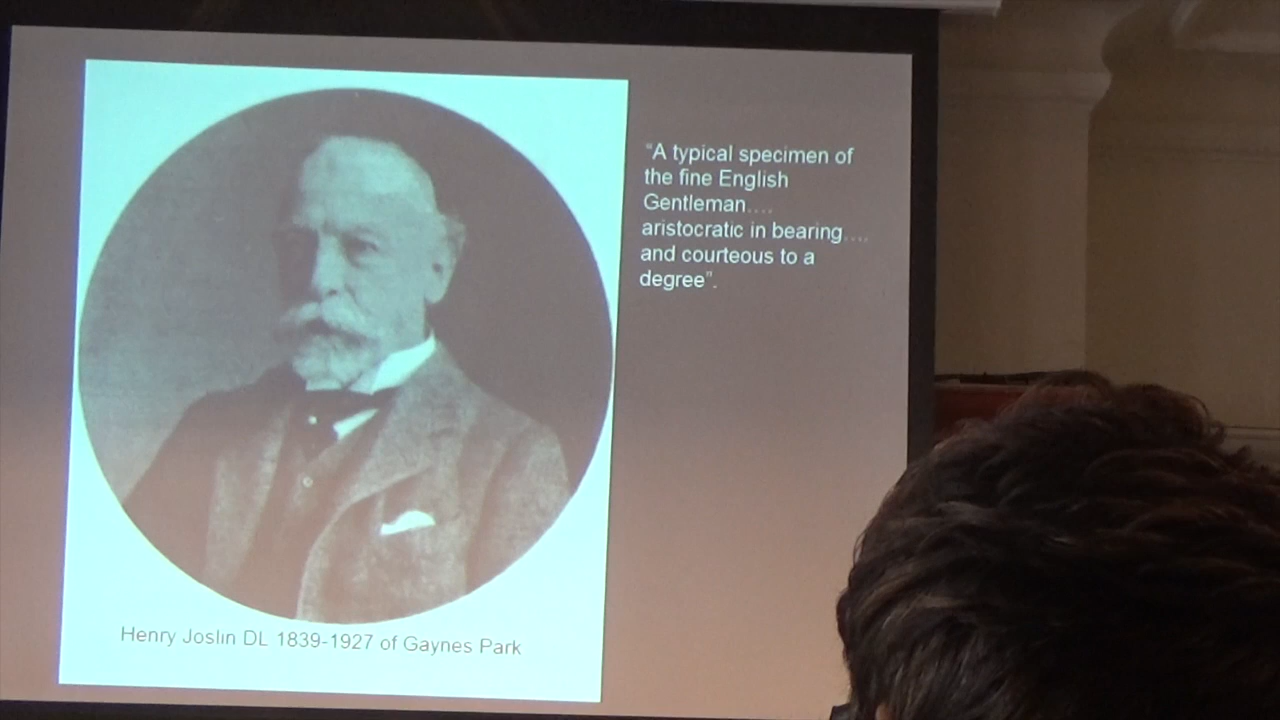 “A typical specimen of
the fine English
Gentleman....
aristocratic in bearing....
and courteous to a
degree”.
Henry Joslin DL 1839-1927 of Gaynes Park